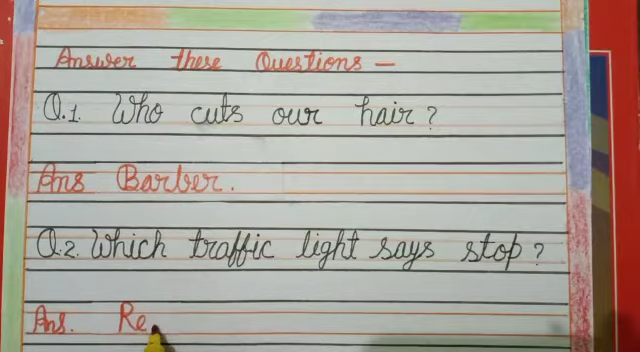 Answer these Questions —
Q.1. Who cuts our hair?
Ans Barber.
Q.2. Which traffic light says stop?
Ans. Re